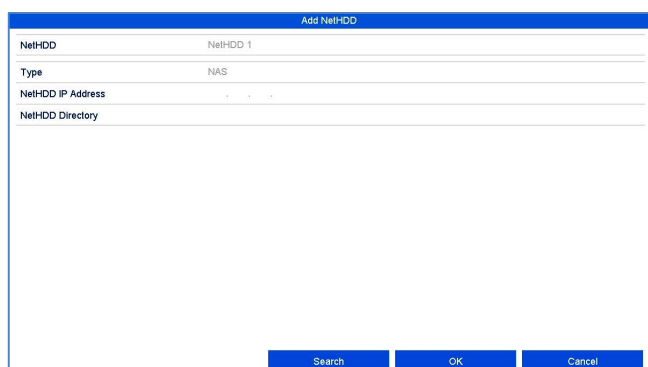 Add NetHDD
NetHDD NetHDD 1
Type NAS
NetHDD IP Address . . .
NetHDD Directory
Search OK Cancel